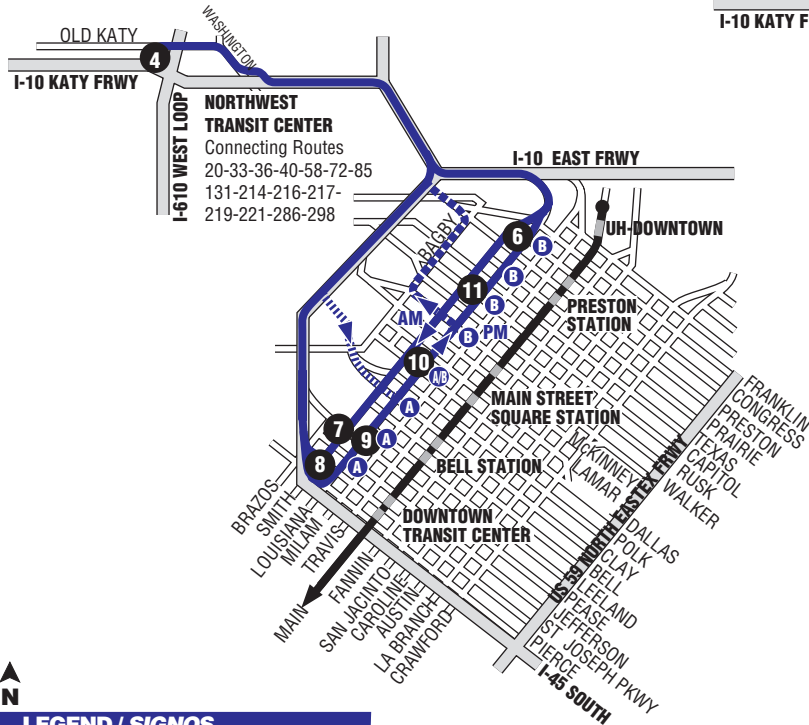 I-10 KATY F
OLD KATY
WASHINGTON
4
I-10 KATY FRWY
I-610 WEST LOOP
NORTHWEST
TRANSIT CENTER
Connecting Routes
20-33-36-40-58-72-85
131-214-216-217-
219-221-286-298
I-10 EAST FRWY
UH-DOWNTOWN
BAGBY
6
B
B
11
B
AM
B
PM
PRESTON
STATION
10
A/B
MAIN STREET
SQUARE STATION
A
7
9
A
8
A
BELL STATION
DOWNTOWN
TRANSIT CENTER
McKINNEY
LAMAR
FRANKLIN
CONGRESS
PRESTON
PRAIRIE
TEXAS
CAPITOL
RUSK
WALKER
US 59 NORTH EASTEX FRWY
DALLAS
POLK
CLAY
BELL
LEELAND
PEASE
JEFFERSON
ST JOSEPH PKWY
PIERCE
BRAZOS
SMITH
LOUISIANA
MILAM
TRAVIS
MAIN
FANNIN
SAN JACINTO
CAROLINE
AUSTIN
LA BRANCH
CRAWFORD
I-45 SOUTH
N
LEGEND / SIGNOS